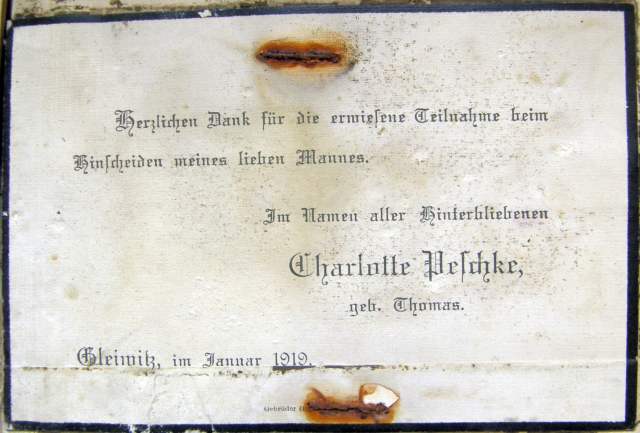 Herzlichen Dank für die erwiesene Teilnahme beim
Hinscheiden meines lieben Mannes.
Im Namen aller Hinterbliebenen
Charlotte Peschke,
geb. Thomas.
Gleiwitz, im Januar 1919.
Gebrüder